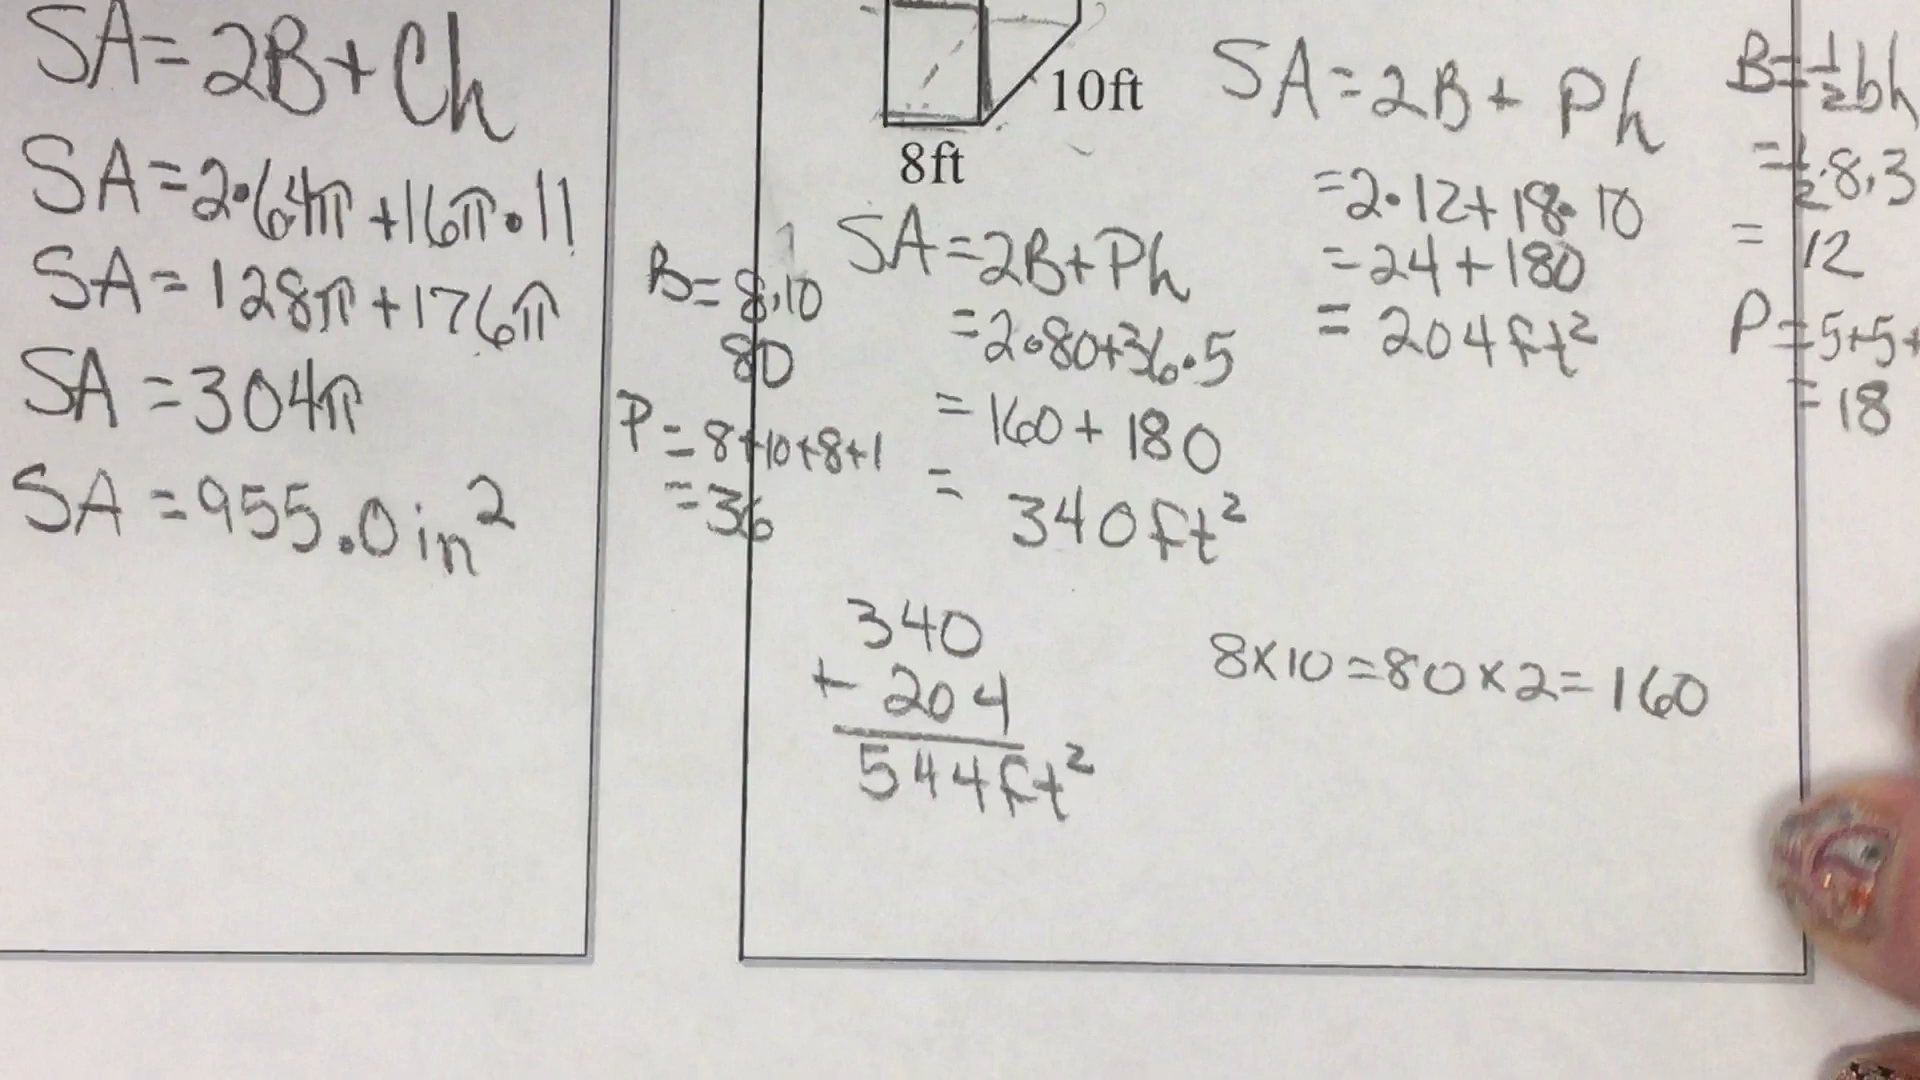 SA=2B+Ch
SA=2•64π+16π•11
SA=128π+176π
SA=304π
SA=955.0in²
10ft
8ft
B=8.10
80
P=8+10+8+1
=36
SA=2B+Ph
=2•80+36•5
=160+180
=340ft²
340
+204
544ft²
SA=2B+Ph
=2•12+18•10
=24+180
=204ft²
B=½bh
=½.8.3
=12
P=5+5+
=18
8x10=80x2=160